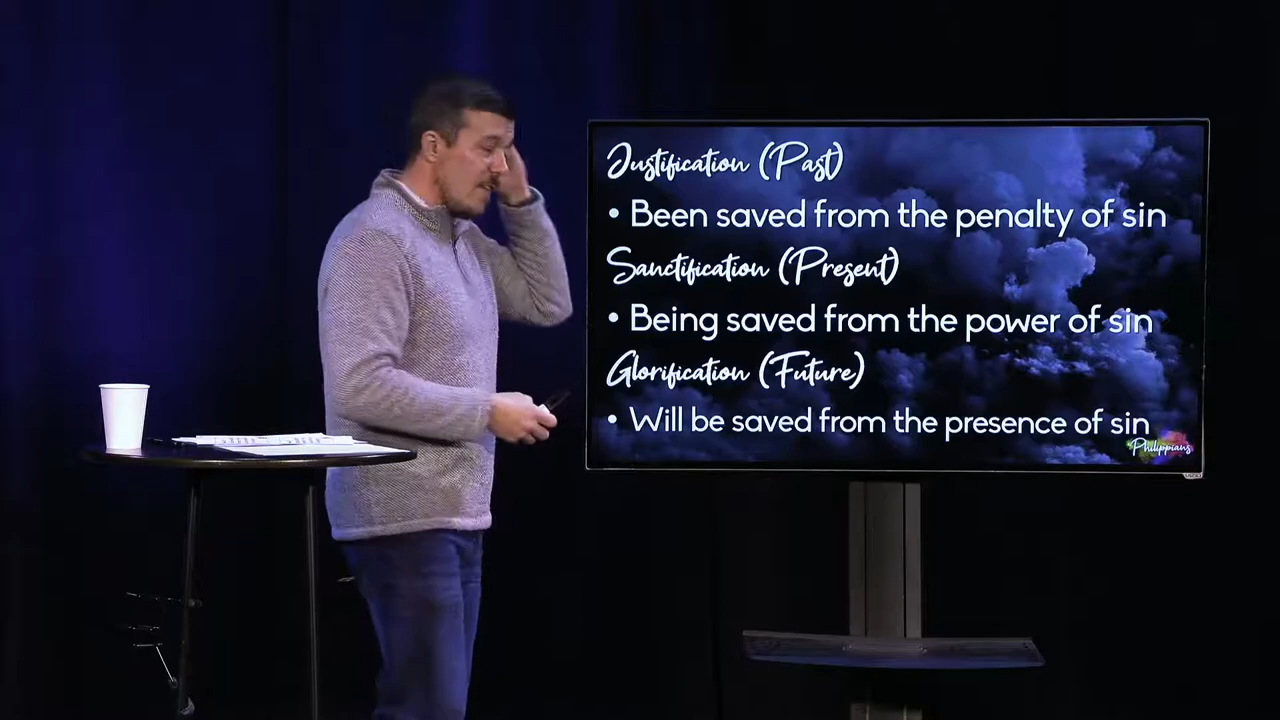 Justification (Past)
• Been saved from the penalty of sin
Sanctification (Present)
• Being saved from the power of sin
Glorification (Future)
• Will be saved from the presence of sin
Philippians